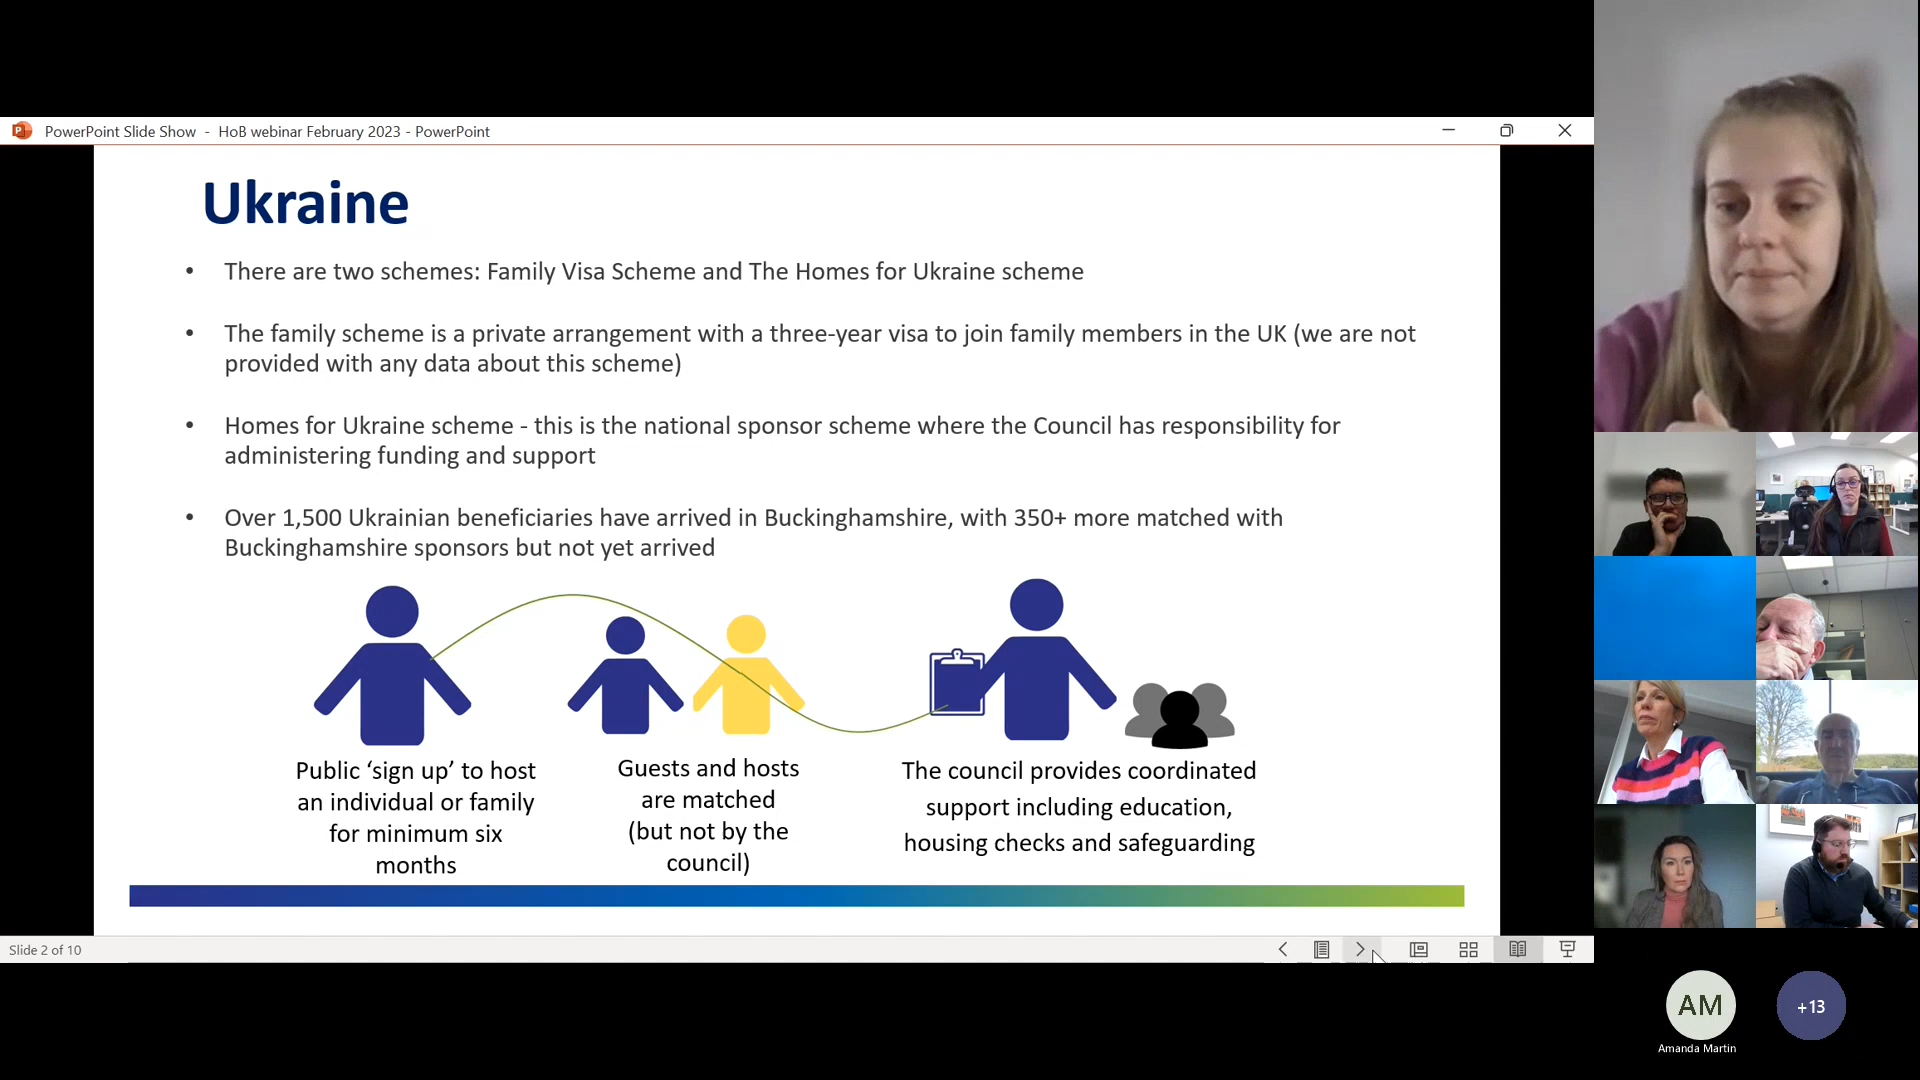 PowerPoint Slide Show - HoB webinar February 2023 - PowerPoint
Ukraine
• There are two schemes: Family Visa Scheme and The Homes for Ukraine scheme
• The family scheme is a private arrangement with a three-year visa to join family members in the UK (we are not
provided with any data about this scheme)
• Homes for Ukraine scheme - this is the national sponsor scheme where the Council has responsibility for
administering funding and support
• Over 1,500 Ukrainian beneficiaries have arrived in Buckinghamshire, with 350+ more matched with
Buckinghamshire sponsors but not yet arrived
Public ‘sign up’ to host
an individual or family
for minimum six
months
Guests and hosts
are matched
(but not by the
council)
The council provides coordinated
support including education,
housing checks and safeguarding
Slide 2 of 10
AM
Amanda Martin
+13